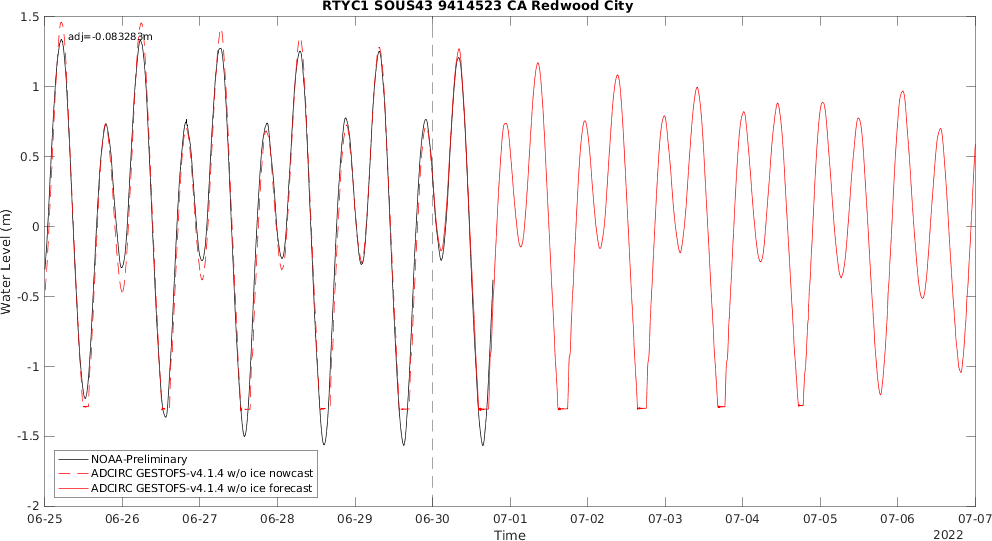 RTYC1 SOUS43 9414523 CA Redwood City
adj=-0.083283m
1.5
1
0.5
0
-0.5
-1
-1.5
-2
Water Level (m)
NOAA-Preliminary
ADCIRC GESTOFS-v4.1.4 w/o ice nowcast
ADCIRC GESTOFS-v4.1.4 w/o ice forecast
06-25 06-26 06-27 06-28 06-29 06-30 07-01 07-02 07-03 07-04 07-05 07-06 07-07
Time
2022